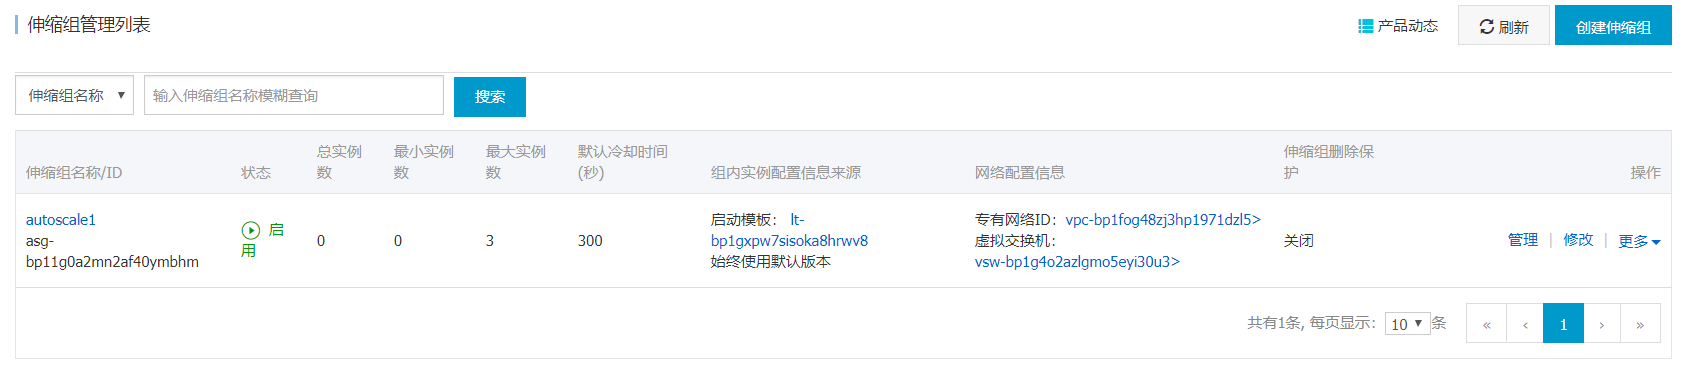 伸缩组管理列表
产品动态
刷新
创建伸缩组
伸缩组名称
输入伸缩组名称模糊查询
搜索
伸缩组名称/ID
状态
总实例
数
最小实例
数
最大实例
数
默认冷却时间
(秒)
组内实例配置信息来源
网络配置信息
伸缩组删除保
护
操作
autoscale1
asg-
bp11g0a2mn2af40ymbhm
启
用
0
0
3
300
启动模板： lt-
bp1gxpw7sisoka8hrwv8
始终使用默认版本
专有网络ID： vpc-bp1fog48zj3hp1971dzl5>
虚拟交换机：
vsw-bp1g4o2azlgmo5eyi30u3>
关闭
管理 | 修改 | 更多
共有1条, 每页显示： 10 条
« ‹ 1 › »